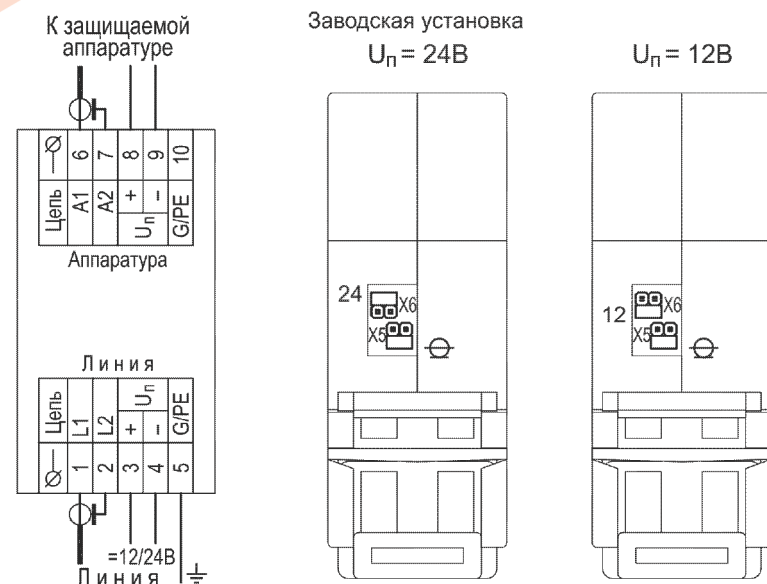 К защищаемой
аппаратуре
Цепь
A1
A2
+
−
Uп
G/PE
6
7
8
9
10
Аппаратура
Линия
Цепь
L1
L2
+
−
Uп
G/PE
1
2
3
4
5
=12/24В
Линия
Заводская установка
Uп = 24В
24
X6
X5
Uп = 12В
12
X6
X5